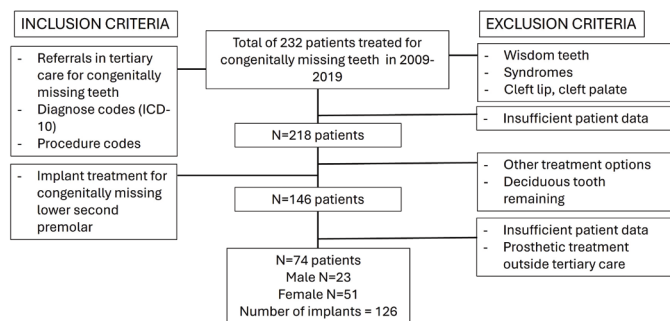 INCLUSION CRITERIA
EXCLUSION CRITERIA
- Referrals in tertiary
care for congenitally
missing teeth
- Diagnose codes (ICD-
10)
- Procedure codes
Total of 232 patients treated for
congenitally missing teeth in 2009-
2019
- Wisdom teeth
- Syndromes
- Cleft lip, cleft palate
- Insufficient patient data
N=218 patients
- Implant treatment for
congenitally missing
lower second
premolar
- Other treatment options
- Deciduous tooth
remaining
N=146 patients
- Insufficient patient data
- Prosthetic treatment
outside tertiary care
N=74 patients
Male N=23
Female N=51
Number of implants = 126